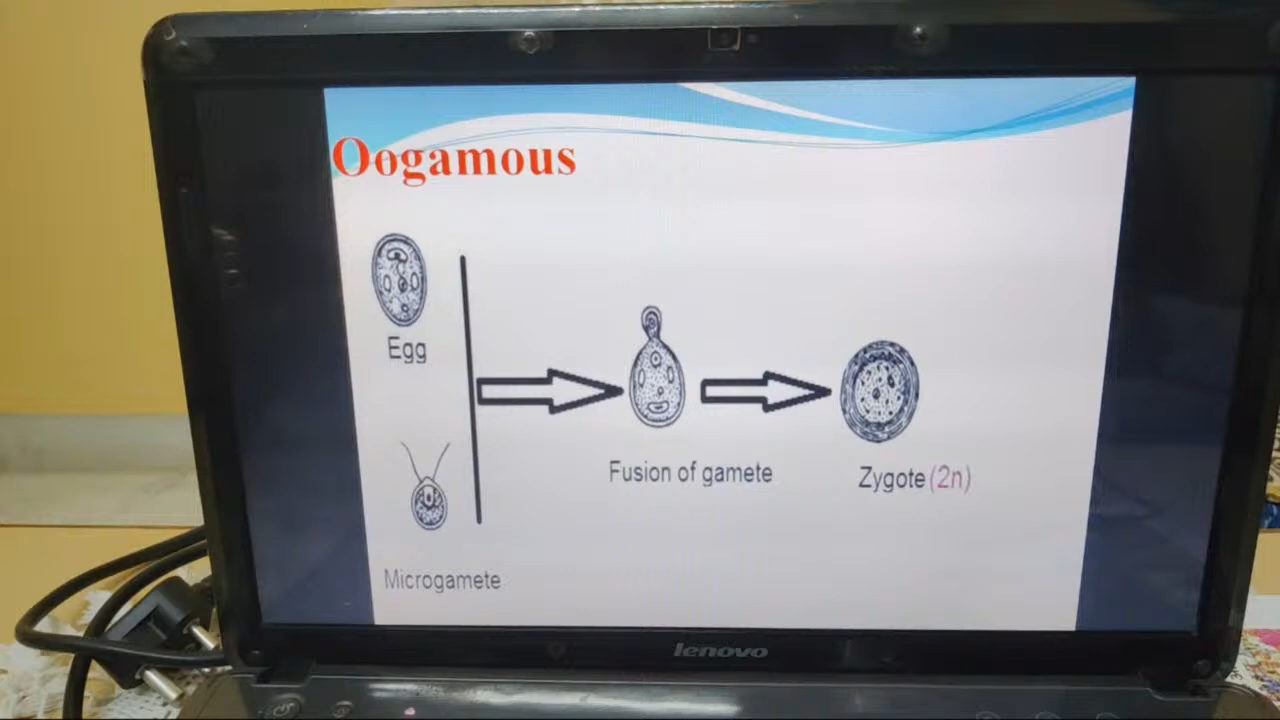 Oogamous
Egg
Fusion of gamete
Zygote (2n)
Microgamete
lenovo